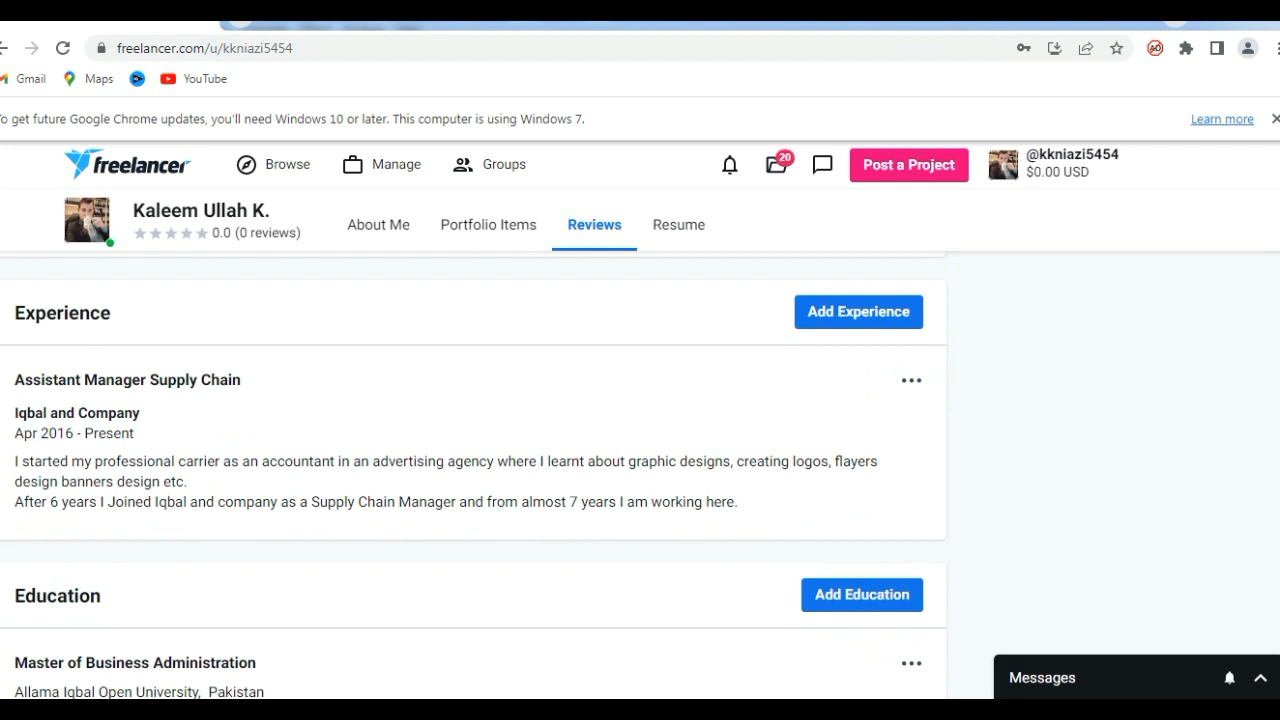 freelancer.com/u/kkniazi5454
Gmail Maps YouTube
o get future Google Chrome updates, you'll need Windows 10 or later. This computer is using Windows 7. Learn more
freelancer Browse Manage Groups 20 Post a Project @kkniazi5454
$0.00 USD
Kaleem Ullah K.
0.0 (0 reviews)
About Me Portfolio Items Reviews Resume
Experience Add Experience
Assistant Manager Supply Chain
Iqbal and Company
Apr 2016 - Present
I started my professional carrier as an accountant in an advertising agency where I learnt about graphic designs, creating logos, flayers
design banners design etc.
After 6 years I Joined Iqbal and company as a Supply Chain Manager and from almost 7 years I am working here.
Education Add Education
Master of Business Administration
Allama Iqbal Open University, Pakistan
Messages